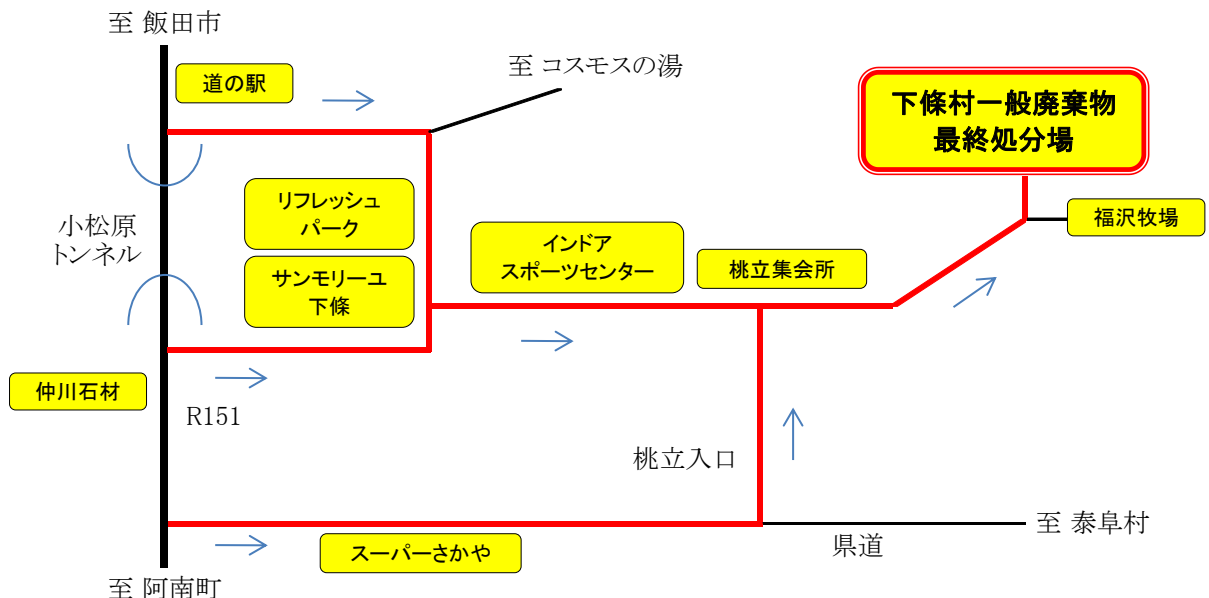 至 飯田市
道の駅
至 コスモスの湯
下條村一般廃棄物
最終処分場
リフレッシュ
パーク
小松原
トンネル
インドア
スポーツセンター
桃立集会所
福沢牧場
サンモリーユ
下條
仲川石材
R151
桃立入口
至 泰阜村
県道
スーパーさかや
至 阿南町